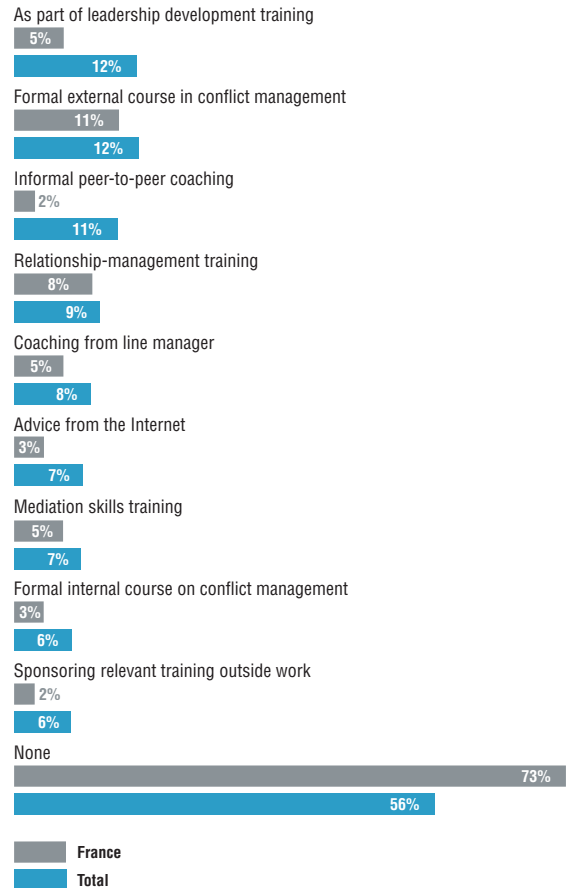 As part of leadership development training
5%
12%
Formal external course in conflict management
11%
12%
Informal peer-to-peer coaching
2%
11%
Relationship-management training
8%
9%
Coaching from line manager
5%
8%
Advice from the Internet
3%
7%
Mediation skills training
5%
7%
Formal internal course on conflict management
3%
6%
Sponsoring relevant training outside work
2%
6%
None
73%
56%
France
Total